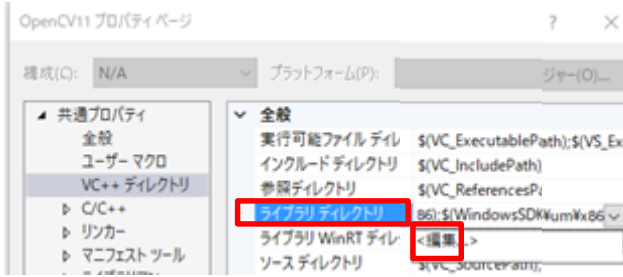 OpenCV11 プロパティ ページ
?
構成(C): N/A
プラットフォーム(P):
ジャー(O)...
共通プロパティ
全般
ユーザー マクロ
VC++ ディレクトリ
C/C++
リンカー
マニフェスト ツール
全般
実行可能ファイル ディレ $(VC_ExecutablePath);$(VS_Ex
インクルード ディレクトリ $(VC_IncludePath)
参照ディレクトリ $(VC_ReferencesPa
ライブラリ ディレクトリ 86);$(WindowsSDK¥um¥x86
ライブラリ WinRT ディレ <編集...>
ソース ディレクトリ $(VC_SourcePath);